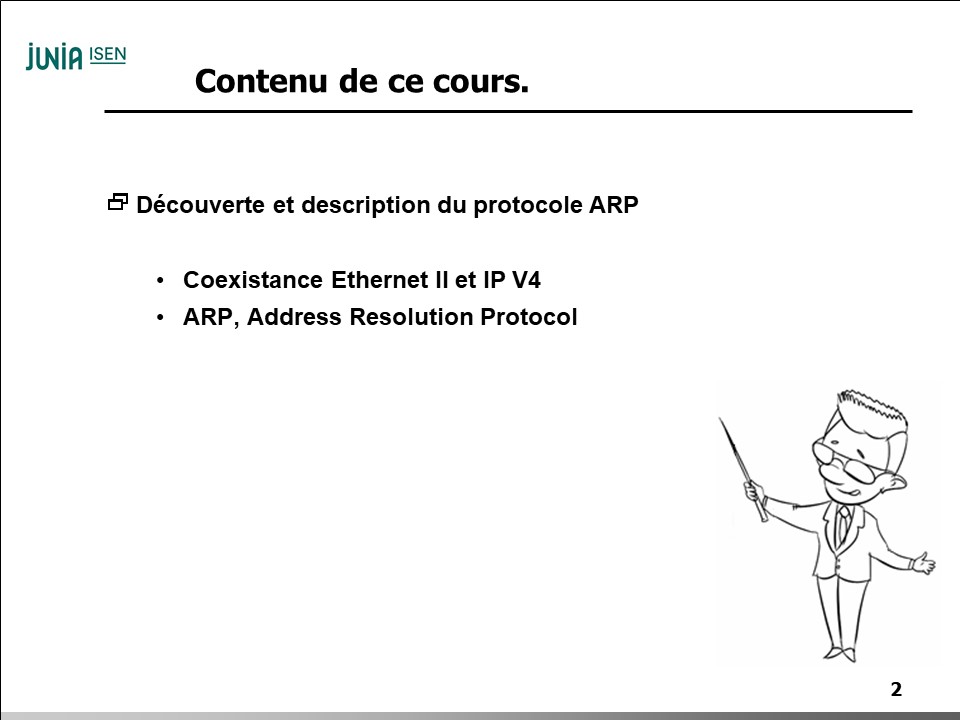 JUNIA ISEN
Contenu de ce cours.
Découverte et description du protocole ARP
• Coexistance Ethernet II et IP V4
• ARP, Address Resolution Protocol
2